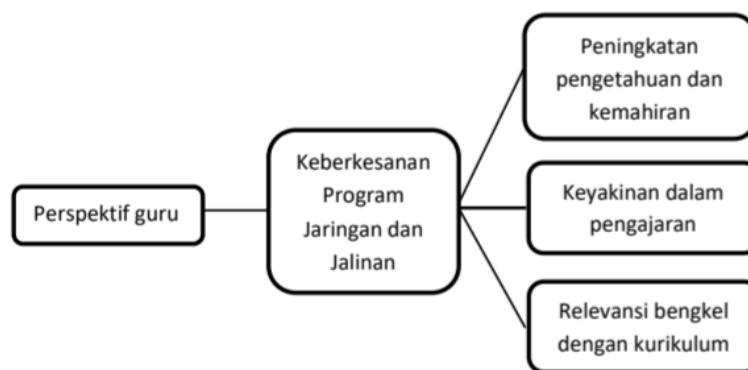 Perspektif guru
Keberkesanan
Program
Jaringan dan
Jalinan
Peningkatan
pengetahuan dan
kemahiran
Keyakinan dalam
pengajaran
Relevansi bengkel
dengan kurikulum